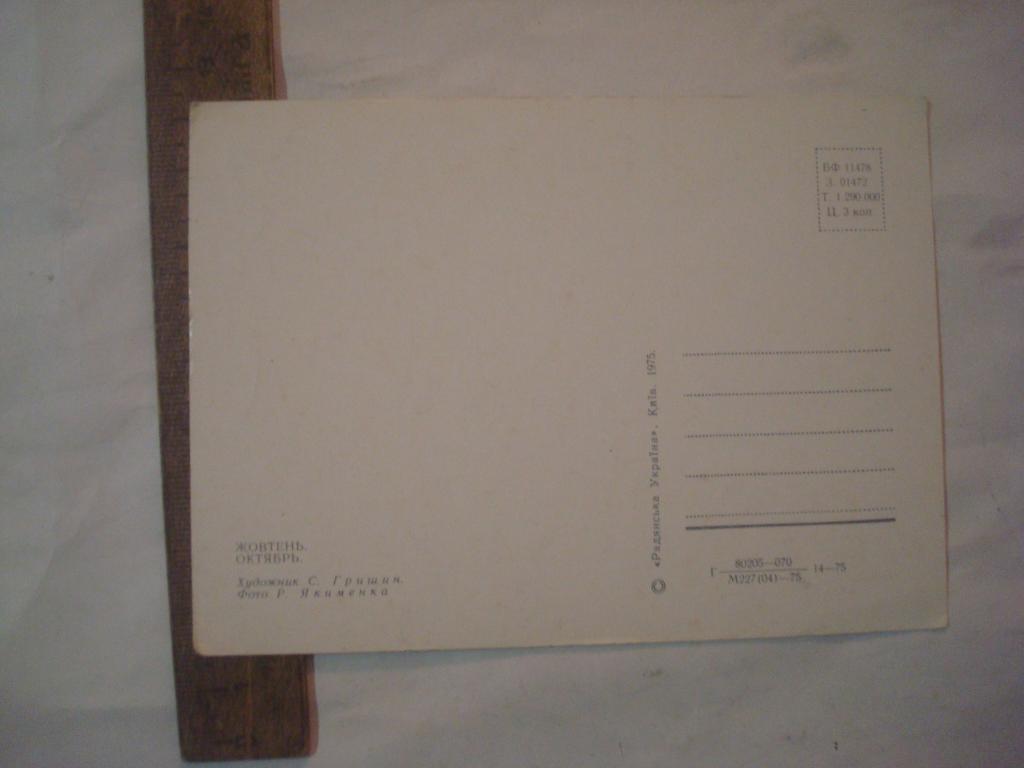 БФ 11478
З. 01472
Т. 1 290 000
Ц. 3 коп.
ЖОВТЕНЬ.
ОКТЯБРЬ.
Художник С. Гришин.
Фото Р. Якименка
© «Радянська Україна». Київ. 1975.
Г 80205—070 14—75
М227(04)—75